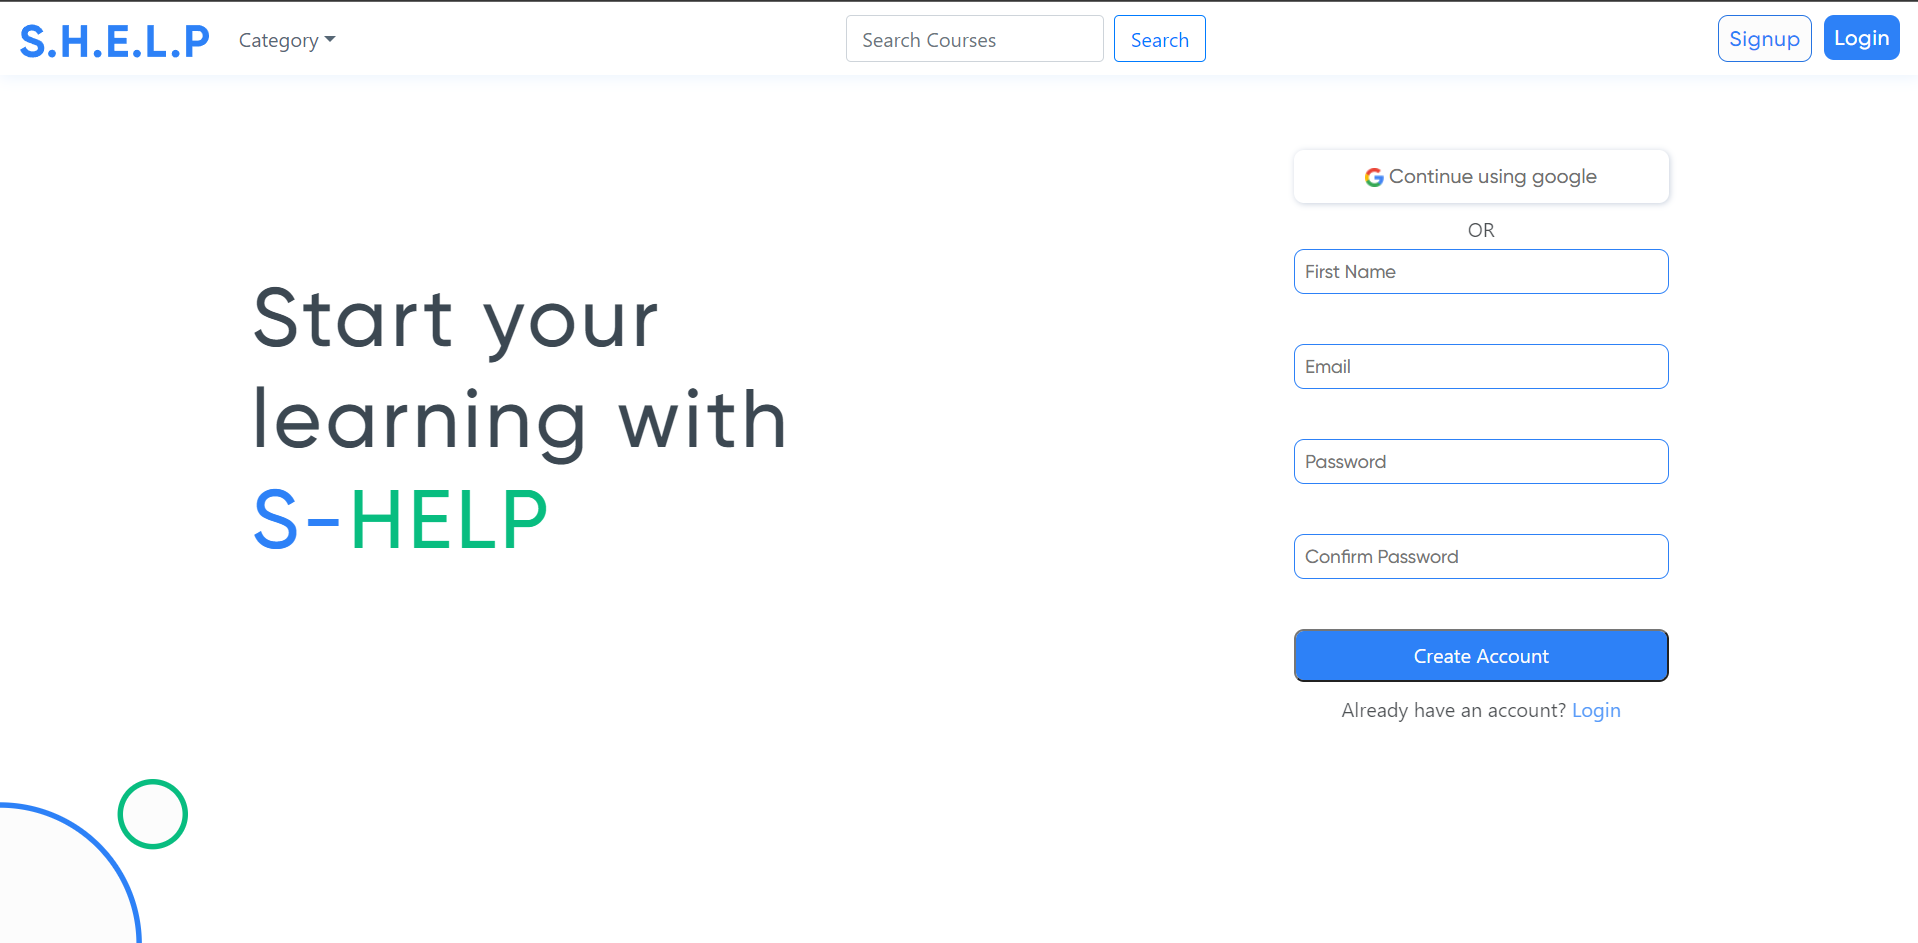 S.H.E.L.P
Category
Search Courses
Search
Signup
Login
Start your
learning with
S-HELP
Continue using google
OR
First Name
Email
Password
Confirm Password
Create Account
Already have an account? Login